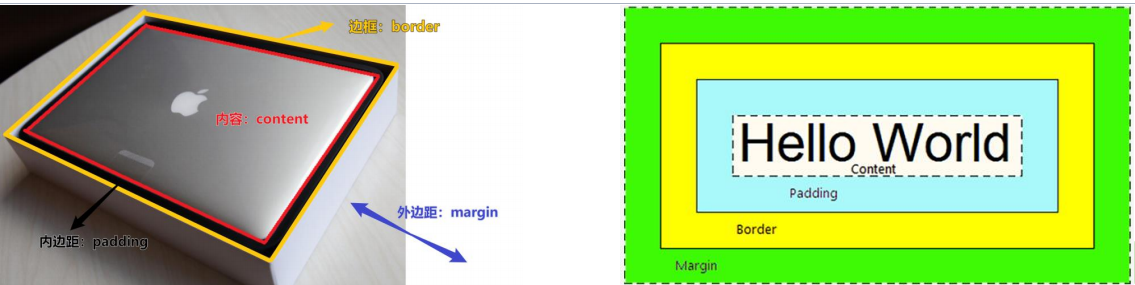 边框：border
内容：content
内边距：padding
外边距：margin
Hello World
Content
Padding
Border
Margin